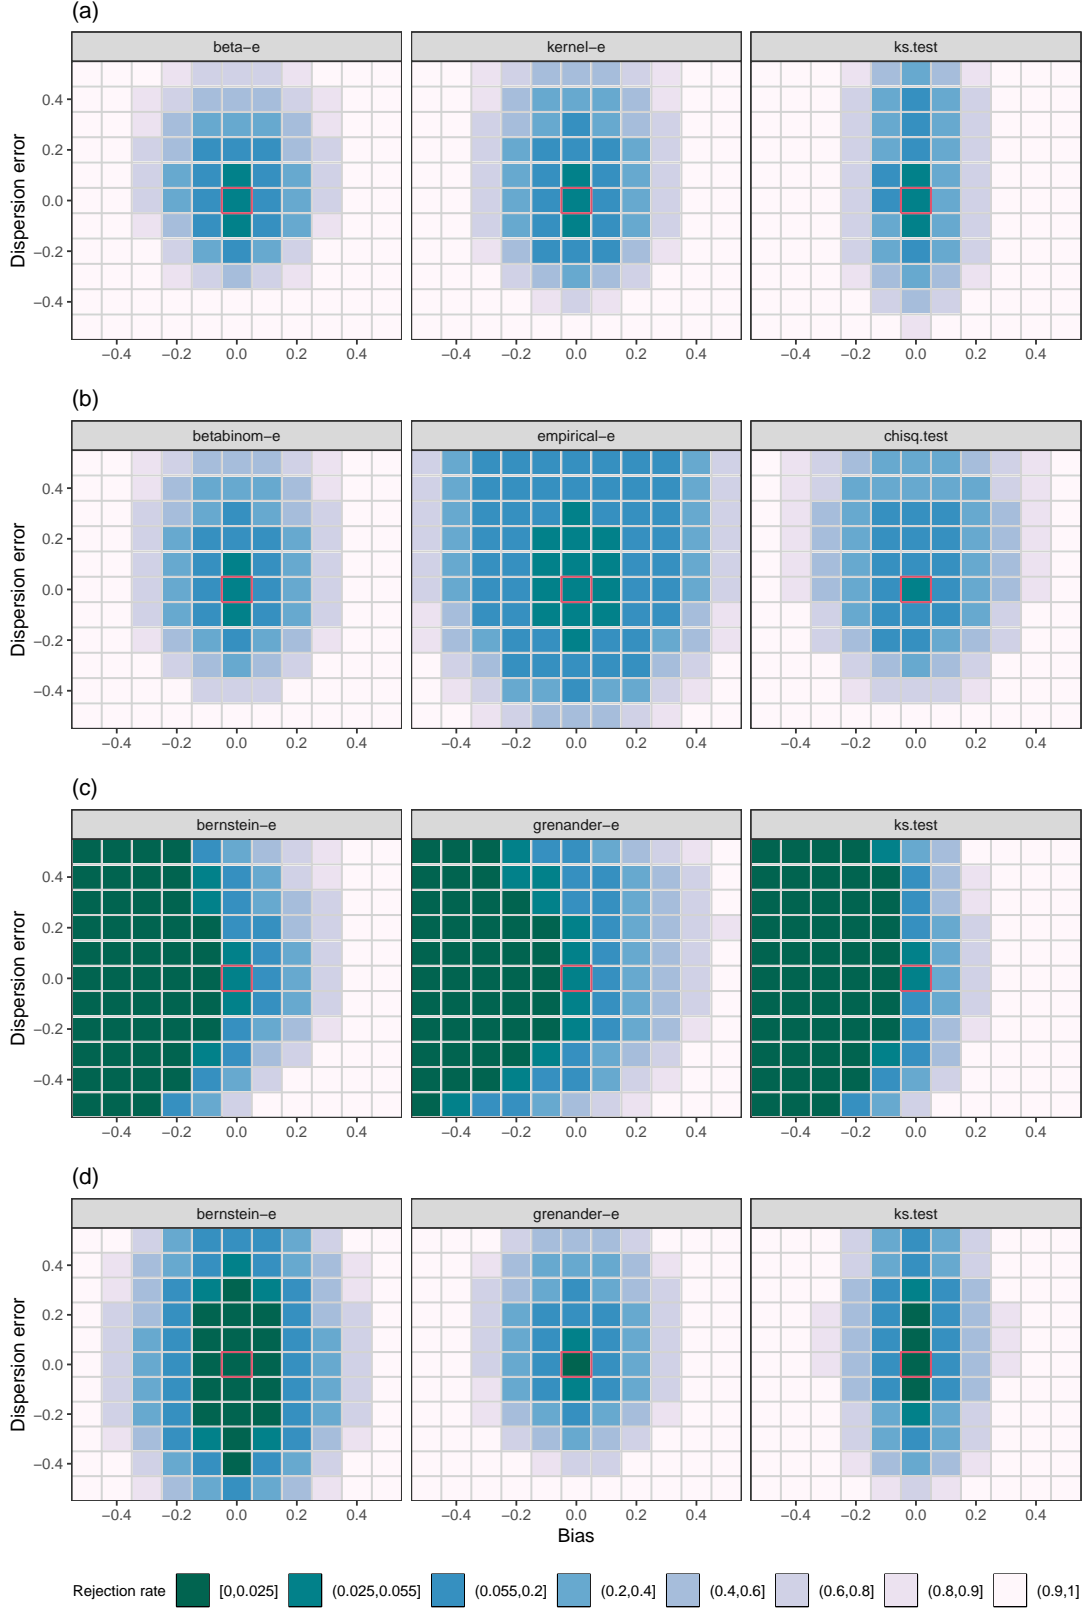 (a)
beta−e kernel−e ks.test
0.4
0.2
0.0
−0.2
−0.4
Dispersion error
−0.4 −0.2 0.0 0.2 0.4 −0.4 −0.2 0.0 0.2 0.4 −0.4 −0.2 0.0 0.2 0.4
(b)
betabinom−e empirical−e chisq.test
0.4
0.2
0.0
−0.2
−0.4
Dispersion error
−0.4 −0.2 0.0 0.2 0.4 −0.4 −0.2 0.0 0.2 0.4 −0.4 −0.2 0.0 0.2 0.4
(c)
bernstein−e grenander−e ks.test
0.4
0.2
0.0
−0.2
−0.4
Dispersion error
−0.4 −0.2 0.0 0.2 0.4 −0.4 −0.2 0.0 0.2 0.4 −0.4 −0.2 0.0 0.2 0.4
(d)
bernstein−e grenander−e ks.test
0.4
0.2
0.0
−0.2
−0.4
Dispersion error
−0.4 −0.2 0.0 0.2 0.4 −0.4 −0.2 0.0 0.2 0.4 −0.4 −0.2 0.0 0.2 0.4
Bias
Rejection rate [0,0.025] (0.025,0.055] (0.055,0.2] (0.2,0.4] (0.4,0.6] (0.6,0.8] (0.8,0.9] (0.9,1]